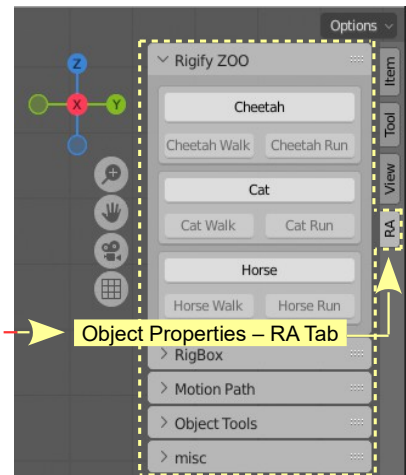 Options
Rigify ZOO
Item
Cheetah
Cheetah Walk Cheetah Run
Tool
Cat
View
Cat Walk Cat Run
RA
Horse
Horse Walk Horse Run
Object Properties – RA Tab
RigBox
Motion Path
Object Tools
misc
Z
X
Y